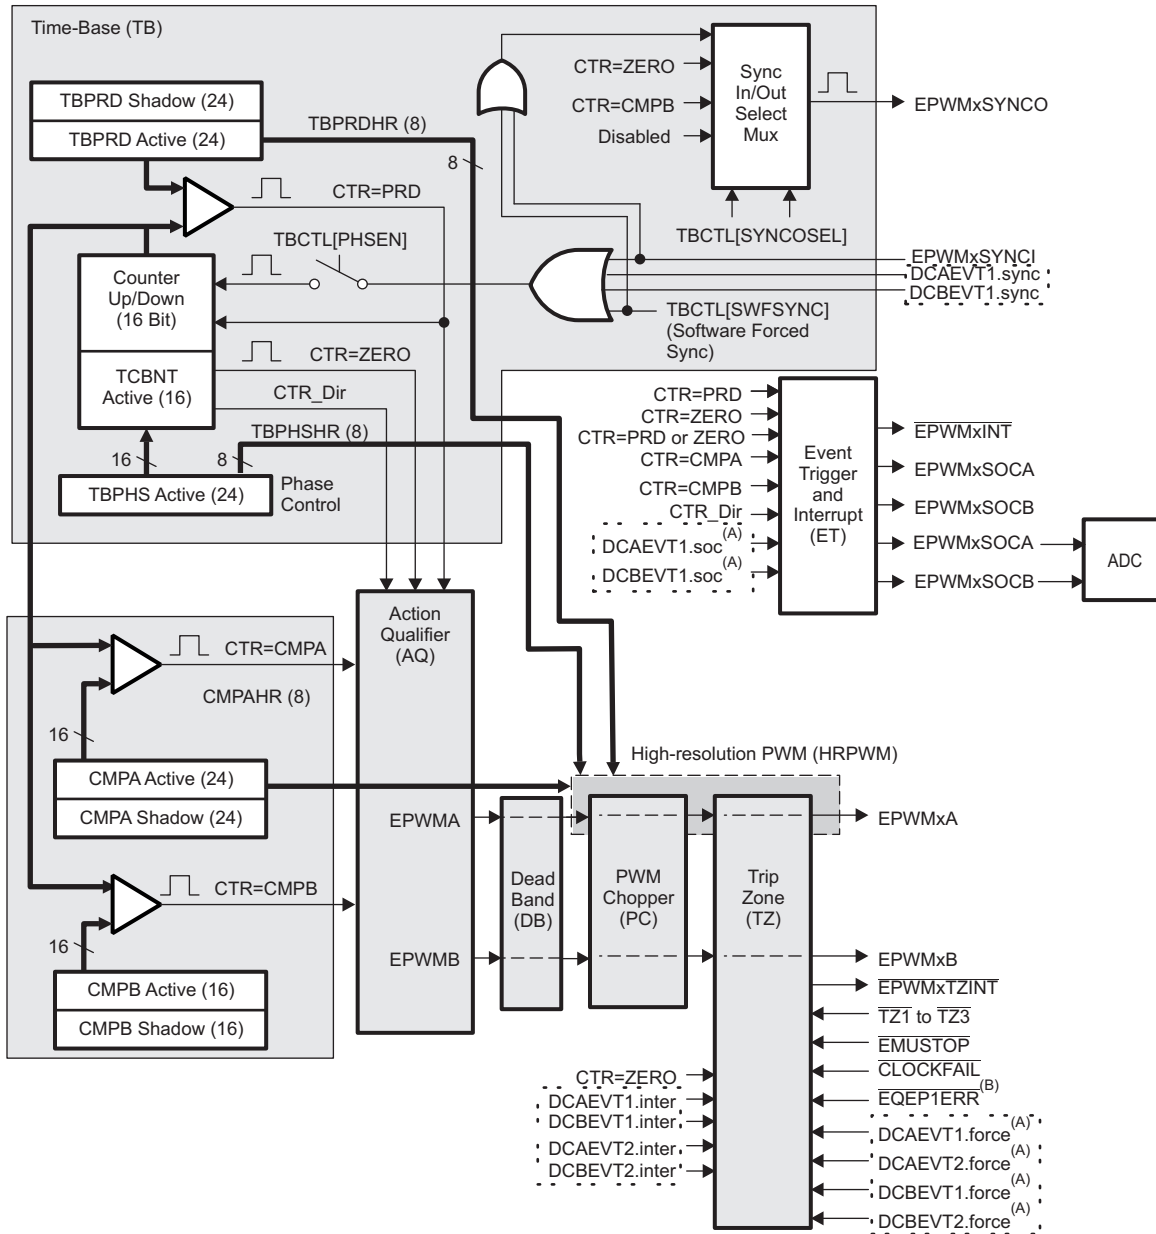 Time-Base (TB)
TBPRD Shadow (24)
TBPRD Active (24)
TBPRDHR (8)
8
CTR=PRD
TBCTL[PHSEN]
Counter
Up/Down
(16 Bit)
TCBNT
Active (16)
CTR=ZERO
CTR_Dir
TBPHSHR (8)
16
8
TBPHS Active (24)
Phase
Control
CTR=ZERO
CTR=CMPB
Disabled
Sync
In/Out
Select
Mux
EPWMxSYNCO
TBCTL[SYNCOSEL]
EPWMxSYNCI
DCAEVT1.sync
DCBEVT1.sync
TBCTL[SWFSYNC]
(Software Forced
Sync)
CTR=PRD
CTR=ZERO
CTR=PRD or ZERO
CTR=CMPA
CTR=CMPB
CTR_Dir
DCAEVT1.soc(A)
DCBEVT1.soc(A)
Event
Trigger
and
Interrupt
(ET)
EPWMxINT
EPWMxSOCA
EPWMxSOCB
EPWMxSOCA
EPWMxSOCB
ADC
Action
Qualifier
(AQ)
CTR=CMPA
CMPAHR (8)
16
CMPA Active (24)
CMPA Shadow (24)
CTR=CMPB
16
CMPB Active (16)
CMPB Shadow (16)
EPWMA
EPWMB
High-resolution PWM (HRPWM)
Dead
Band
(DB)
PWM
Chopper
(PC)
Trip
Zone
(TZ)
EPWMxA
EPWMxB
EPWMxTZINT
TZ1 to TZ3
EMUSTOP
CLOCKFAIL
EQEP1ERR(B)
DCAEVT1.force(A)
DCAEVT2.force(A)
DCBEVT1.force(A)
DCBEVT2.force(A)
CTR=ZERO
DCAEVT1.inter
DCBEVT1.inter
DCAEVT2.inter
DCBEVT2.inter